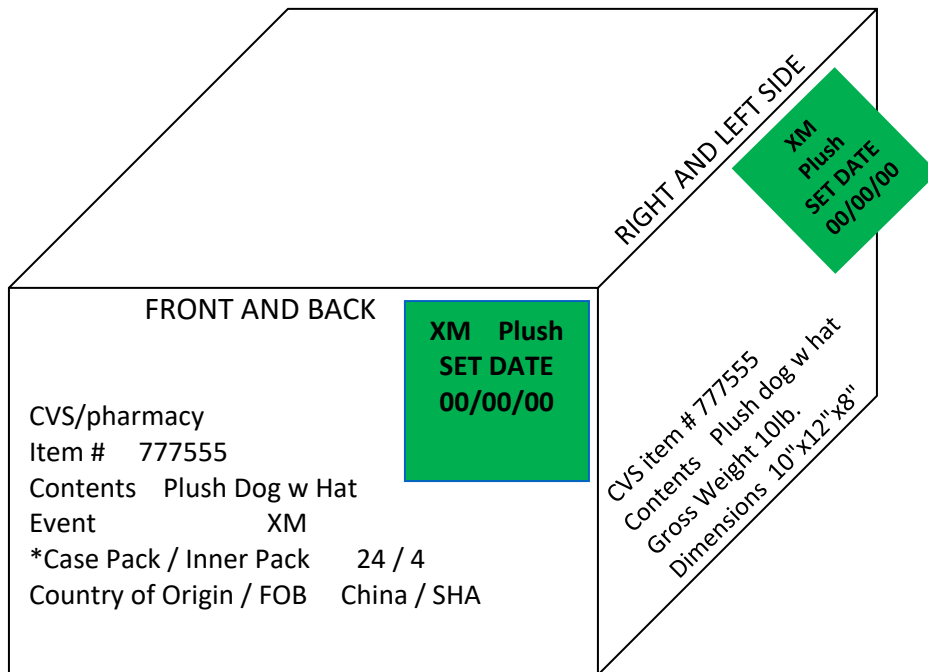 FRONT AND BACK
XM Plush
SET DATE
00/00/00
CVS/pharmacy
Item # 777555
Contents Plush Dog w Hat
Event XM
*Case Pack / Inner Pack 24 / 4
Country of Origin / FOB China / SHA
RIGHT AND LEFT SIDE
XM
Plush
SET DATE
00/00/00
CVS item # 777555
Contents Plush dog w hat
Gross Weight 10lb.
Dimensions 10"x12"x8"